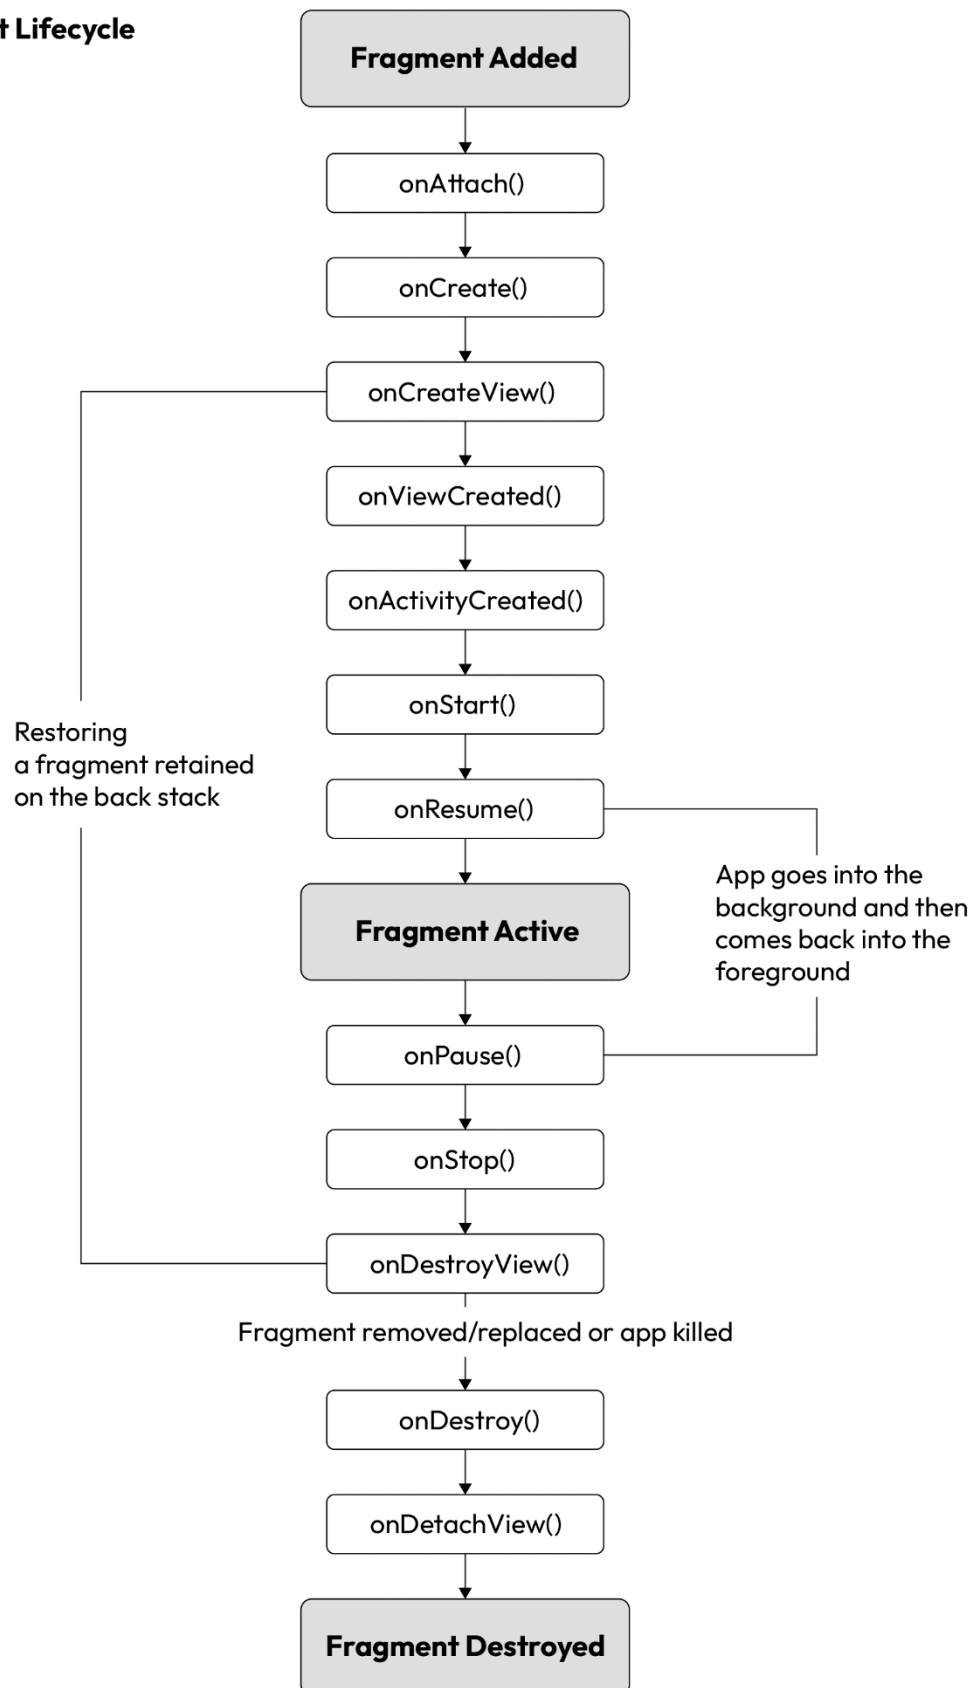 t Lifecycle
Fragment Added
onAttach()
onCreate()
onCreateView()
onViewCreated()
onActivityCreated()
onStart()
Restoring
a fragment retained
on the back stack
onResume()
App goes into the
background and then
comes back into the
foreground
Fragment Active
onPause()
onStop()
onDestroyView()
Fragment removed/replaced or app killed
onDestroy()
onDetachView()
Fragment Destroyed